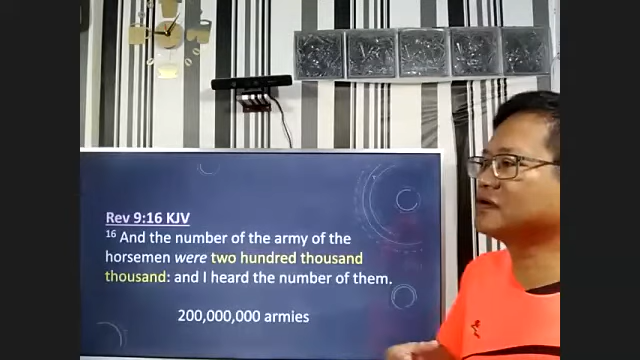 Rev 9:16 KJV
16 And the number of the army of the
horsemen were two hundred thousand
thousand: and I heard the number of them.
200,000,000 armies